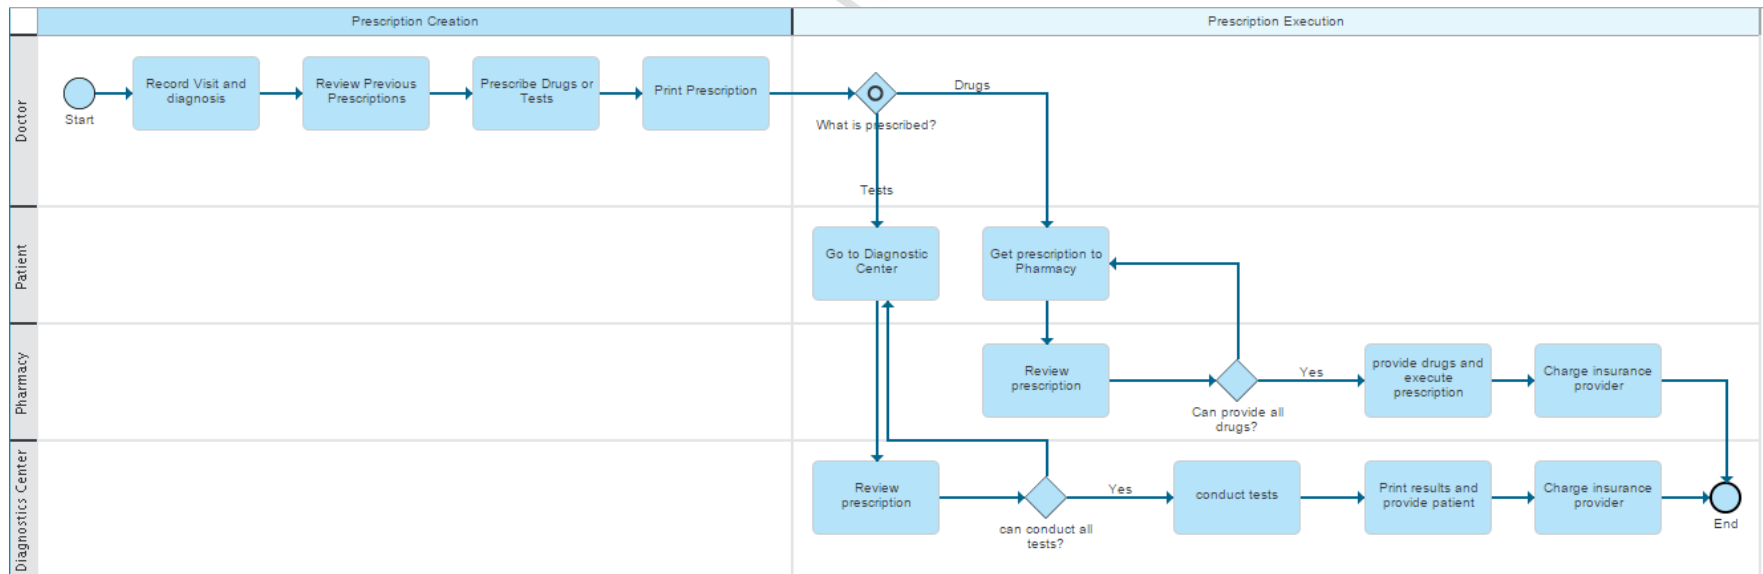 Prescription Creation
Prescription Execution
Doctor
Start
Record Visit and
diagnosis
Review Previous
Prescriptions
Prescribe Drugs or
Tests
Print Prescription
What is prescribed?
Drugs
Tests
Patient
Go to Diagnostic
Center
Get prescription to
Pharmacy
Pharmacy
Review
prescription
Can provide all
drugs?
Yes
provide drugs and
execute
prescription
Charge insurance
provider
Diagnostics Center
Review
prescription
can conduct all
tests?
Yes
conduct tests
Print results and
provide patient
Charge insurance
provider
End